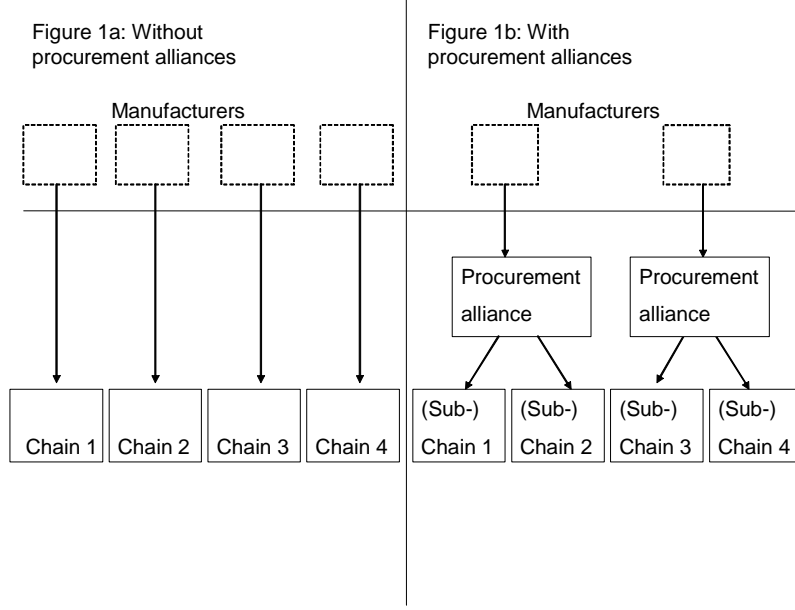 Figure 1a: Without
procurement alliances
Manufacturers
Chain 1
Chain 2
Chain 3
Chain 4
Figure 1b: With
procurement alliances
Manufacturers
Procurement
alliance
Procurement
alliance
(Sub-)
Chain 1
(Sub-)
Chain 2
(Sub-)
Chain 3
(Sub-)
Chain 4